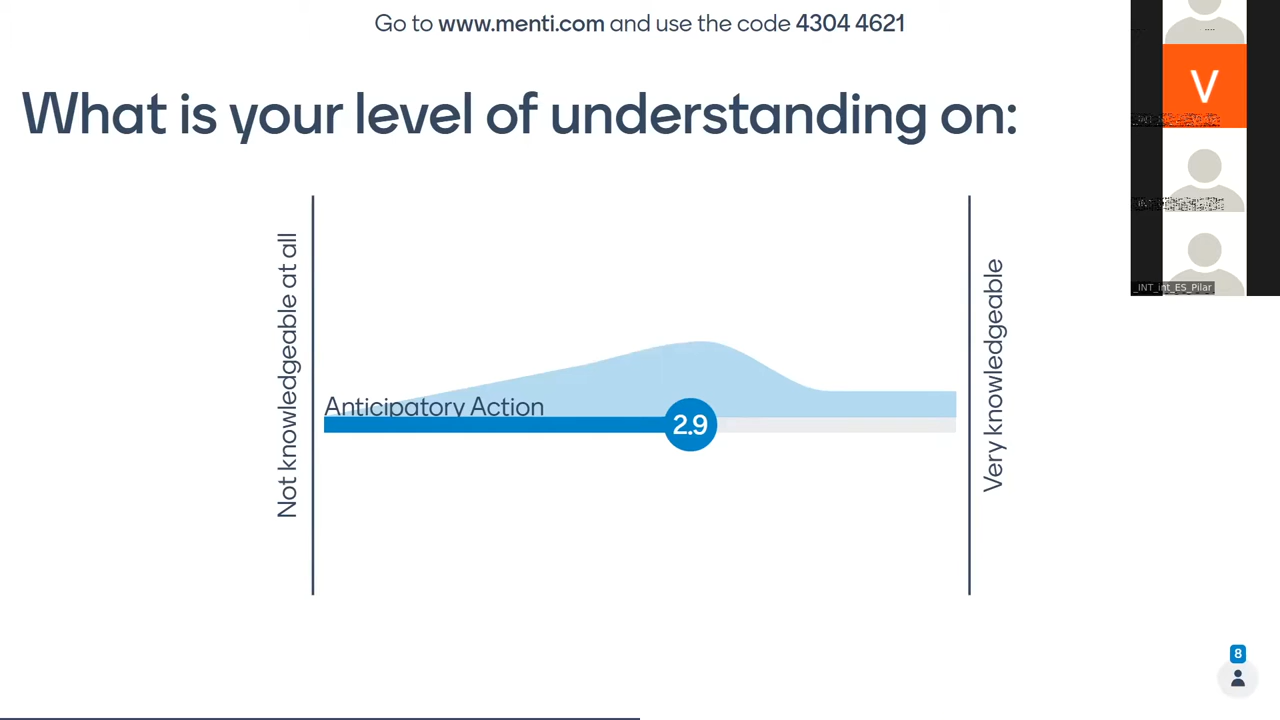 Go to www.menti.com and use the code 4304 4621
What is your level of understanding on:
V
_INT_int_ES_Pilar
Not knowledgeable at all
Anticipatory Action
2.9
Very knowledgeable
8